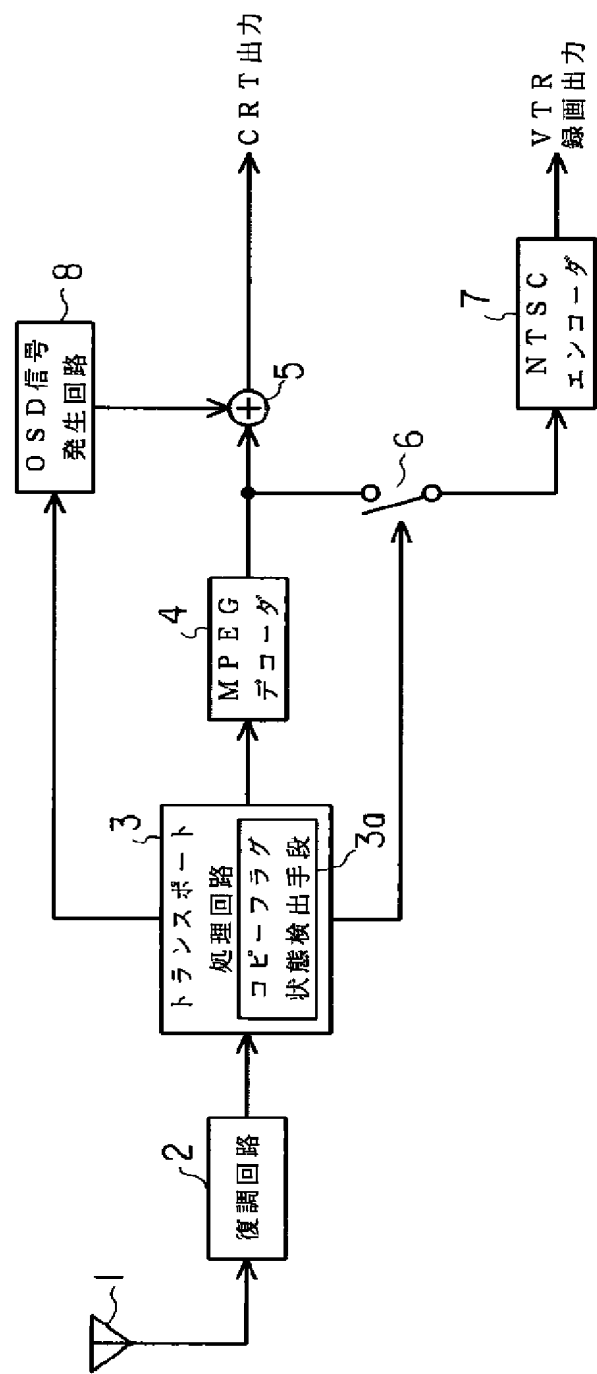 1
2
復調回路
3
トランスポート
処理回路
コピーフラグ
状態検出手段
3a
4
MPEG
デコーダ
5
CRT出力
8
OSD信号
発生回路
6
7
NTSC
エンコーダ
VTR
録画出力